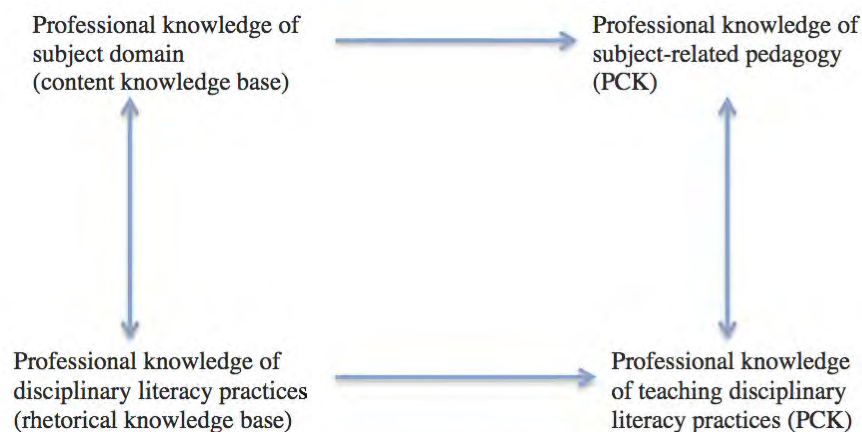 Professional knowledge of
subject domain
(content knowledge base)
Professional knowledge of
subject-related pedagogy
(PCK)
Professional knowledge of
disciplinary literacy practices
(rhetorical knowledge base)
Professional knowledge
of teaching disciplinary
literacy practices (PCK)